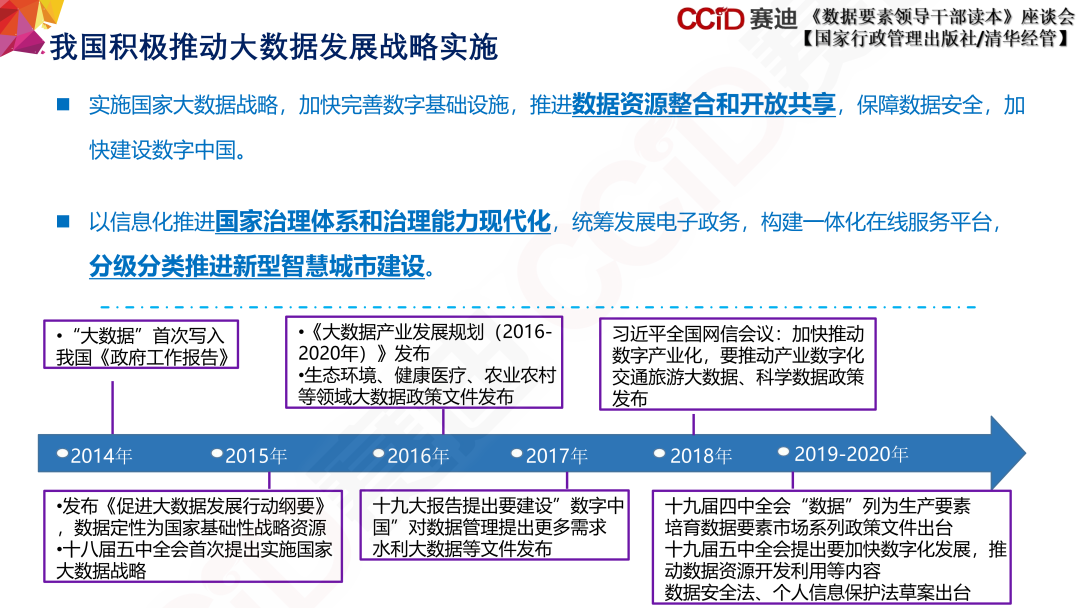 CCID 赛迪
《数据要素领导干部读本》座谈会
【国家行政管理出版社/清华经管】
我国积极推动大数据发展战略实施
实施国家大数据战略，加快完善数字基础设施，推进数据资源整合和开放共享，保障数据安全，加
快建设数字中国。
以信息化推进国家治理体系和治理能力现代化，统筹发展电子政务，构建一体化在线服务平台，
分级分类推进新型智慧城市建设。
•“大数据”首次写入
我国《政府工作报告》
•《大数据产业发展规划（2016-
2020年）》发布
•生态环境、健康医疗、农业农村
等领域大数据政策文件发布
习近平全国网信会议：加快推动
数字产业化，要推动产业数字化
交通旅游大数据、科学数据政策
发布
2014年
2015年
2016年
2017年
2018年
2019-2020年
•发布《促进大数据发展行动纲要》
，数据定性为国家基础性战略资源
•十八届五中全会首次提出实施国家
大数据战略
十九大报告提出要建设”数字中
国”对数据管理提出更多需求
水利大数据等文件发布
十九届四中全会“数据”列为生产要素
培育数据要素市场系列政策文件出台
十九届五中全会提出要加快数字化发展，推
动数据资源开发利用等内容
数据安全法、个人信息保护法草案出台